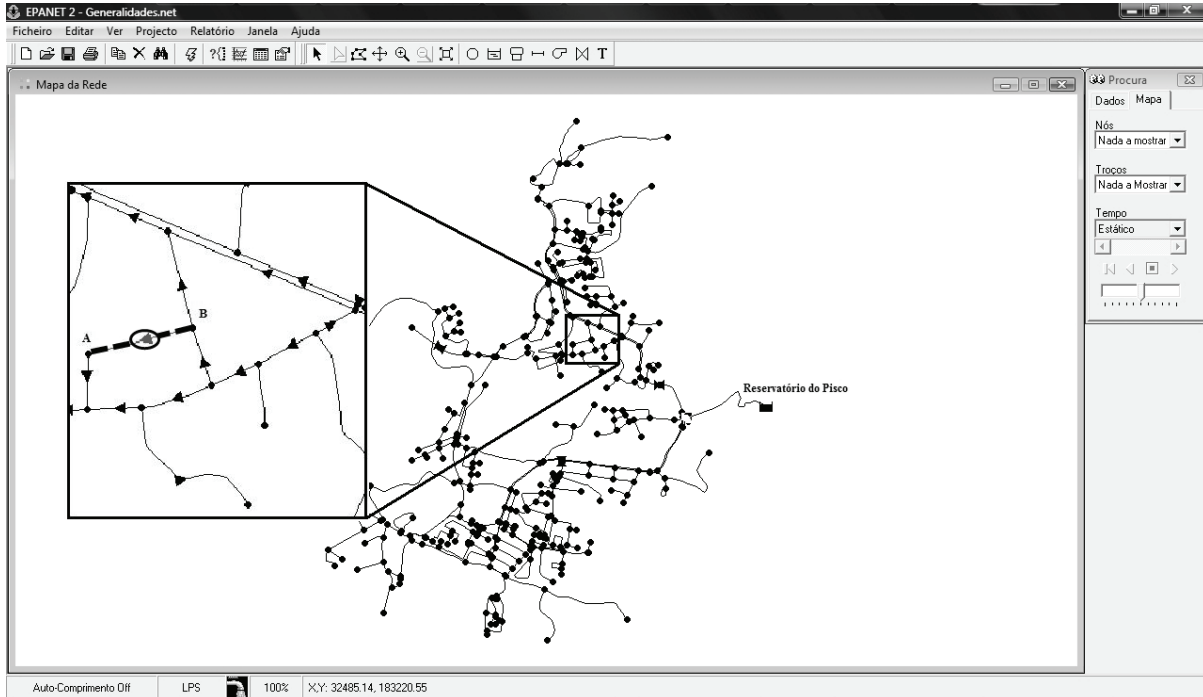 EPANET 2 - Generalidades.net
Ficheiro Editar Ver Projecto Relatório Janela Ajuda
T
Mapa da Rede
A
B
Reservatório do Pisco
Procura
Dados Mapa
Nós
Nada a mostrar
Troços
Nada a Mostrar
Tempo
Estático
Auto-Comprimento Off LPS 100% X,Y: 32485.14, 183220.55